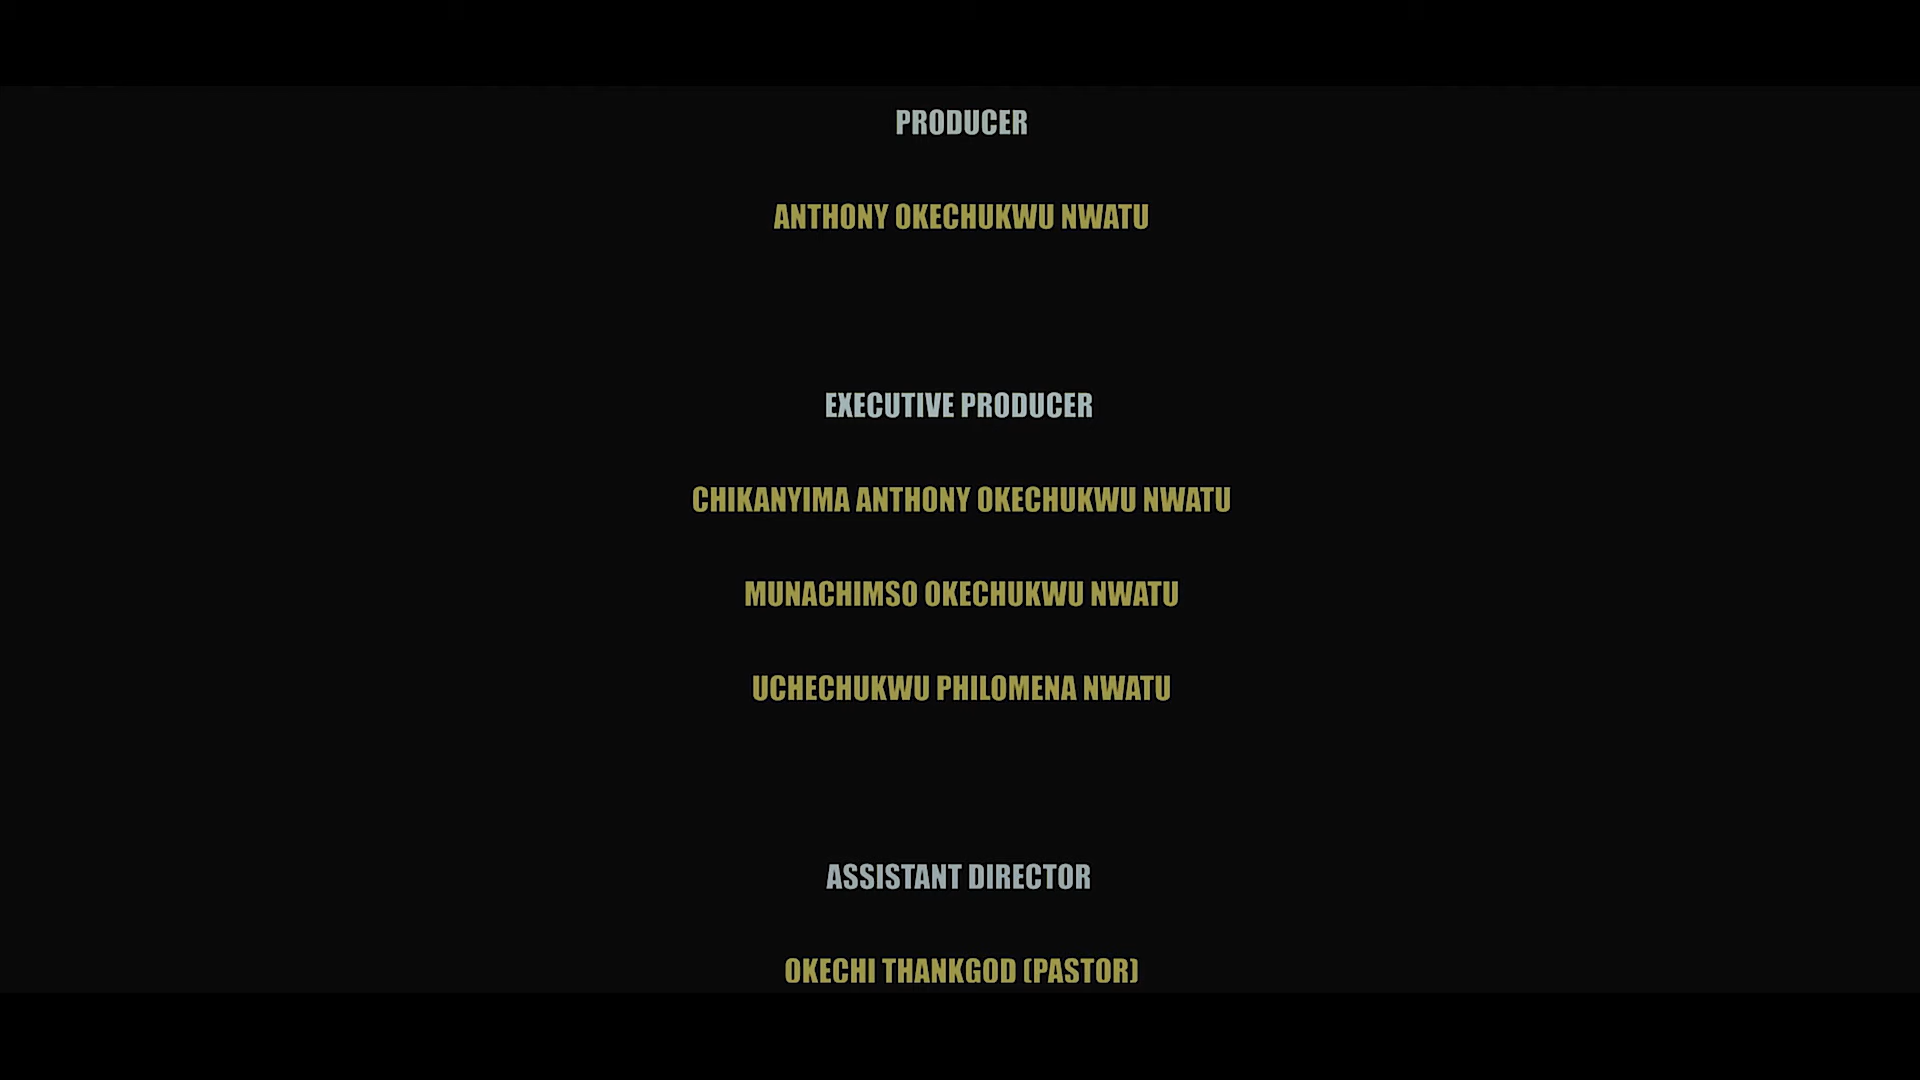 PRODUCER
ANTHONY OKECHUKWU NWATU
EXECUTIVE PRODUCER
CHIKANYIMA ANTHONY OKECHUKWU NWATU
MUNACHIMSO OKECHUKWU NWATU
UCHECHUKWU PHILOMENA NWATU
ASSISTANT DIRECTOR
OKECHI THANKGOD (PASTOR)